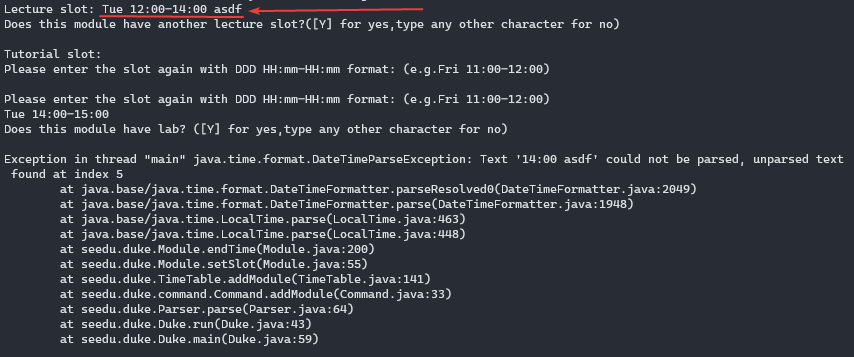 Lecture slot: Tue 12:00-14:00 asdf
Does this module have another lecture slot?([Y] for yes,type any other character for no)
Tutorial slot:
Please enter the slot again with DDD HH:mm-HH:mm format: (e.g.Fri 11:00-12:00)
Please enter the slot again with DDD HH:mm-HH:mm format: (e.g.Fri 11:00-12:00)
Tue 14:00-15:00
Does this module have lab? ([Y] for yes,type any other character for no)
Exception in thread "main" java.time.format.DateTimeParseException: Text '14:00 asdf' could not be parsed, unparsed text
found at index 5
at java.base/java.time.format.DateTimeFormatter.parseResolved0(DateTimeFormatter.java:2049)
at java.base/java.time.format.DateTimeFormatter.parse(DateTimeFormatter.java:1948)
at java.base/java.time.LocalTime.parse(LocalTime.java:463)
at java.base/java.time.LocalTime.parse(LocalTime.java:448)
at seedu.duke.Module.endTime(Module.java:200)
at seedu.duke.Module.setSlot(Module.java:55)
at seedu.duke.TimeTable.addModule(TimeTable.java:141)
at seedu.duke.command.Command.addModule(Command.java:33)
at seedu.duke.Parser.parse(Parser.java:64)
at seedu.duke.Duke.run(Duke.java:43)
at seedu.duke.Duke.main(Duke.java:59)